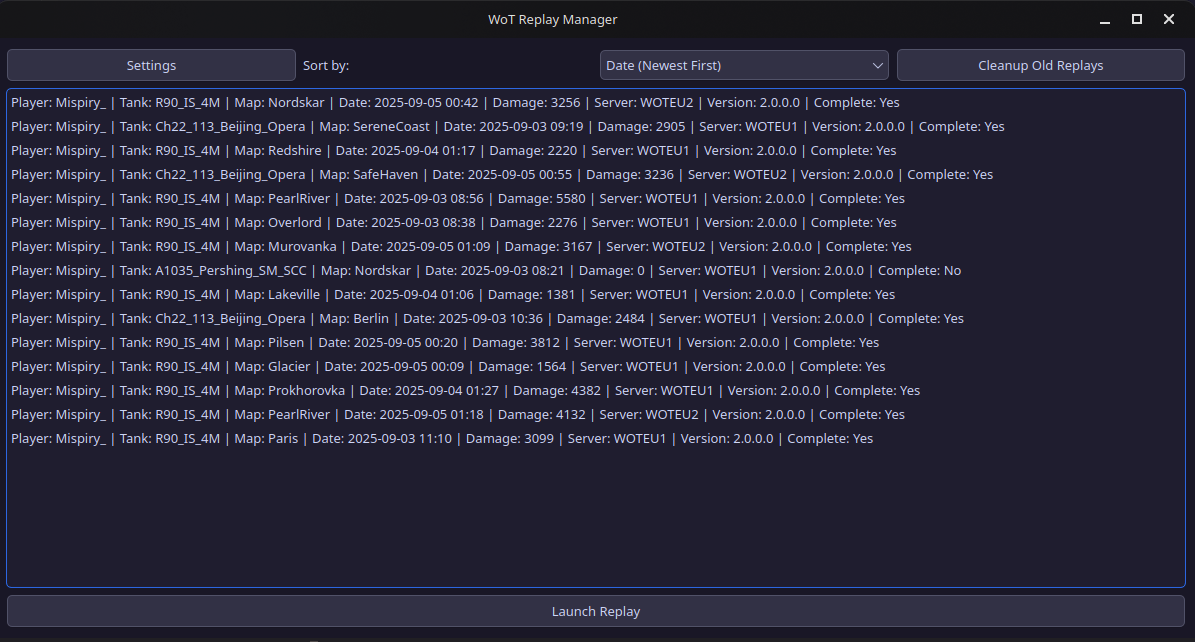 WoT Replay Manager
Settings Sort by: Date (Newest First) Cleanup Old Replays
Player: Mispiry_ | Tank: R90_IS_4M | Map: Nordskar | Date: 2025-09-05 00:42 | Damage: 3256 | Server: WOTEU2 | Version: 2.0.0.0 | Complete: Yes
Player: Mispiry_ | Tank: Ch22_113_Beijing_Opera | Map: SereneCoast | Date: 2025-09-03 09:19 | Damage: 2905 | Server: WOTEU1 | Version: 2.0.0.0 | Complete: Yes
Player: Mispiry_ | Tank: R90_IS_4M | Map: Redshire | Date: 2025-09-04 01:17 | Damage: 2220 | Server: WOTEU1 | Version: 2.0.0.0 | Complete: Yes
Player: Mispiry_ | Tank: Ch22_113_Beijing_Opera | Map: SafeHaven | Date: 2025-09-05 00:55 | Damage: 3236 | Server: WOTEU2 | Version: 2.0.0.0 | Complete: Yes
Player: Mispiry_ | Tank: R90_IS_4M | Map: PearlRiver | Date: 2025-09-03 08:56 | Damage: 5580 | Server: WOTEU1 | Version: 2.0.0.0 | Complete: Yes
Player: Mispiry_ | Tank: R90_IS_4M | Map: Overlord | Date: 2025-09-03 08:38 | Damage: 2276 | Server: WOTEU1 | Version: 2.0.0.0 | Complete: Yes
Player: Mispiry_ | Tank: R90_IS_4M | Map: Murovanka | Date: 2025-09-05 01:09 | Damage: 3167 | Server: WOTEU2 | Version: 2.0.0.0 | Complete: Yes
Player: Mispiry_ | Tank: A1035_Pershing_SM_SCC | Map: Nordskar | Date: 2025-09-03 08:21 | Damage: 0 | Server: WOTEU1 | Version: 2.0.0.0 | Complete: No
Player: Mispiry_ | Tank: R90_IS_4M | Map: Lakeville | Date: 2025-09-04 01:06 | Damage: 1381 | Server: WOTEU1 | Version: 2.0.0.0 | Complete: Yes
Player: Mispiry_ | Tank: Ch22_113_Beijing_Opera | Map: Berlin | Date: 2025-09-03 10:36 | Damage: 2484 | Server: WOTEU1 | Version: 2.0.0.0 | Complete: Yes
Player: Mispiry_ | Tank: R90_IS_4M | Map: Pilsen | Date: 2025-09-05 00:20 | Damage: 3812 | Server: WOTEU1 | Version: 2.0.0.0 | Complete: Yes
Player: Mispiry_ | Tank: R90_IS_4M | Map: Glacier | Date: 2025-09-05 00:09 | Damage: 1564 | Server: WOTEU1 | Version: 2.0.0.0 | Complete: Yes
Player: Mispiry_ | Tank: R90_IS_4M | Map: Prokhorovka | Date: 2025-09-04 01:27 | Damage: 4382 | Server: WOTEU1 | Version: 2.0.0.0 | Complete: Yes
Player: Mispiry_ | Tank: R90_IS_4M | Map: PearlRiver | Date: 2025-09-05 01:18 | Damage: 4132 | Server: WOTEU2 | Version: 2.0.0.0 | Complete: Yes
Player: Mispiry_ | Tank: R90_IS_4M | Map: Paris | Date: 2025-09-03 11:10 | Damage: 3099 | Server: WOTEU1 | Version: 2.0.0.0 | Complete: Yes
Launch Replay